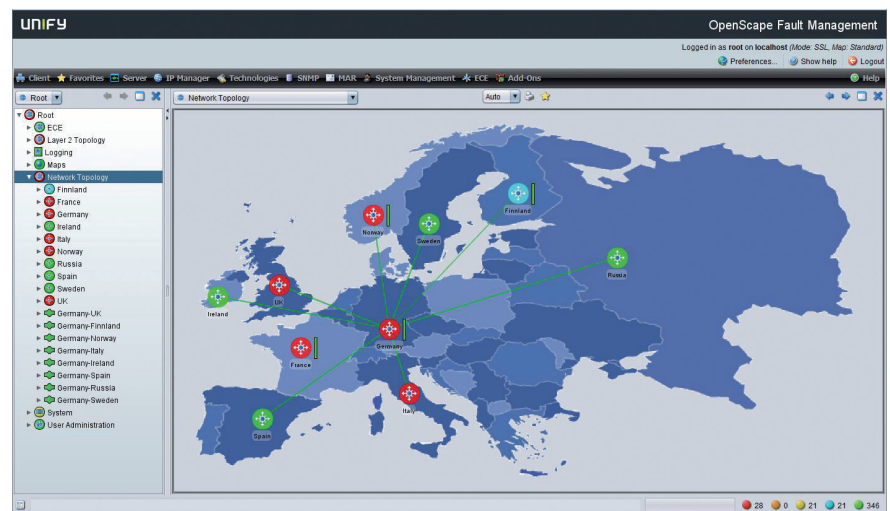 UNIFY
OpenScape Fault Management
Logged in as root on localhost (Mode: SSL, Map: Standard)
Preferences... Show help Logout
Client Favorites Server IP Manager Technologies SNMP MAR System Management ECE Add-Ons Help
Root Network Topology Auto
Root
ECE
Layer 2 Topology
Logging
Maps
Network Topology
Finnland
France
Germany
Ireland
Italy
Norway
Russia
Spain
Sweden
UK
Germany-UK
Germany-Finnland
Germany-Norway
Germany-Italy
Germany-Ireland
Germany-Spain
Germany-Russia
Germany-Sweden
System
User Administration
Finnland
Norway
Sweden
Russia
UK
Ireland
Germany
France
Italy
Spain
28 0 21 21 346